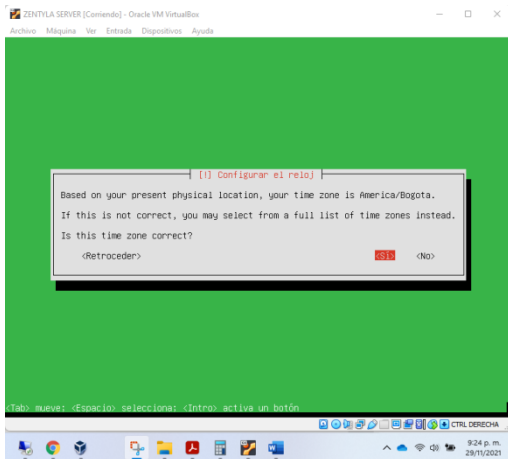 ZENTYLA SERVER [Corriendo] - Oracle VM VirtualBox
Archivo Máquina Ver Entrada Dispositivos Ayuda
[!] Configurar el reloj
Based on your present physical location, your time zone is America/Bogota.
If this is not correct, you may select from a full list of time zones instead.
Is this time zone correct?
<Retroceder> <Sí> <No>
<Tab> mueve; <Espacio> selecciona; <Intro> activa un botón
CTRL DERECHA
9:24 p. m.
29/11/2021